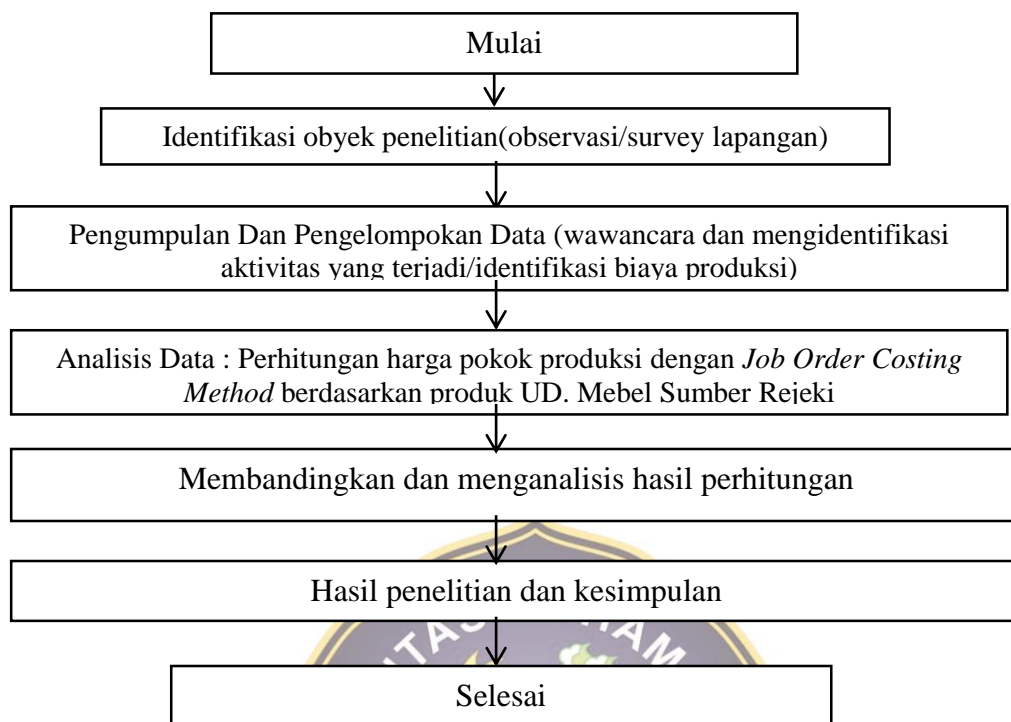 Mulai
Identifikasi obyek penelitian(observasi/survey lapangan)
Pengumpulan Dan Pengelompokan Data (wawancara dan mengidentifikasi
aktivitas yang terjadi/identifikasi biaya produksi)
Analisis Data : Perhitungan harga pokok produksi dengan Job Order Costing
Method berdasarkan produk UD. Mebel Sumber Rejeki
Membandingkan dan menganalisis hasil perhitungan
Hasil penelitian dan kesimpulan
Selesai